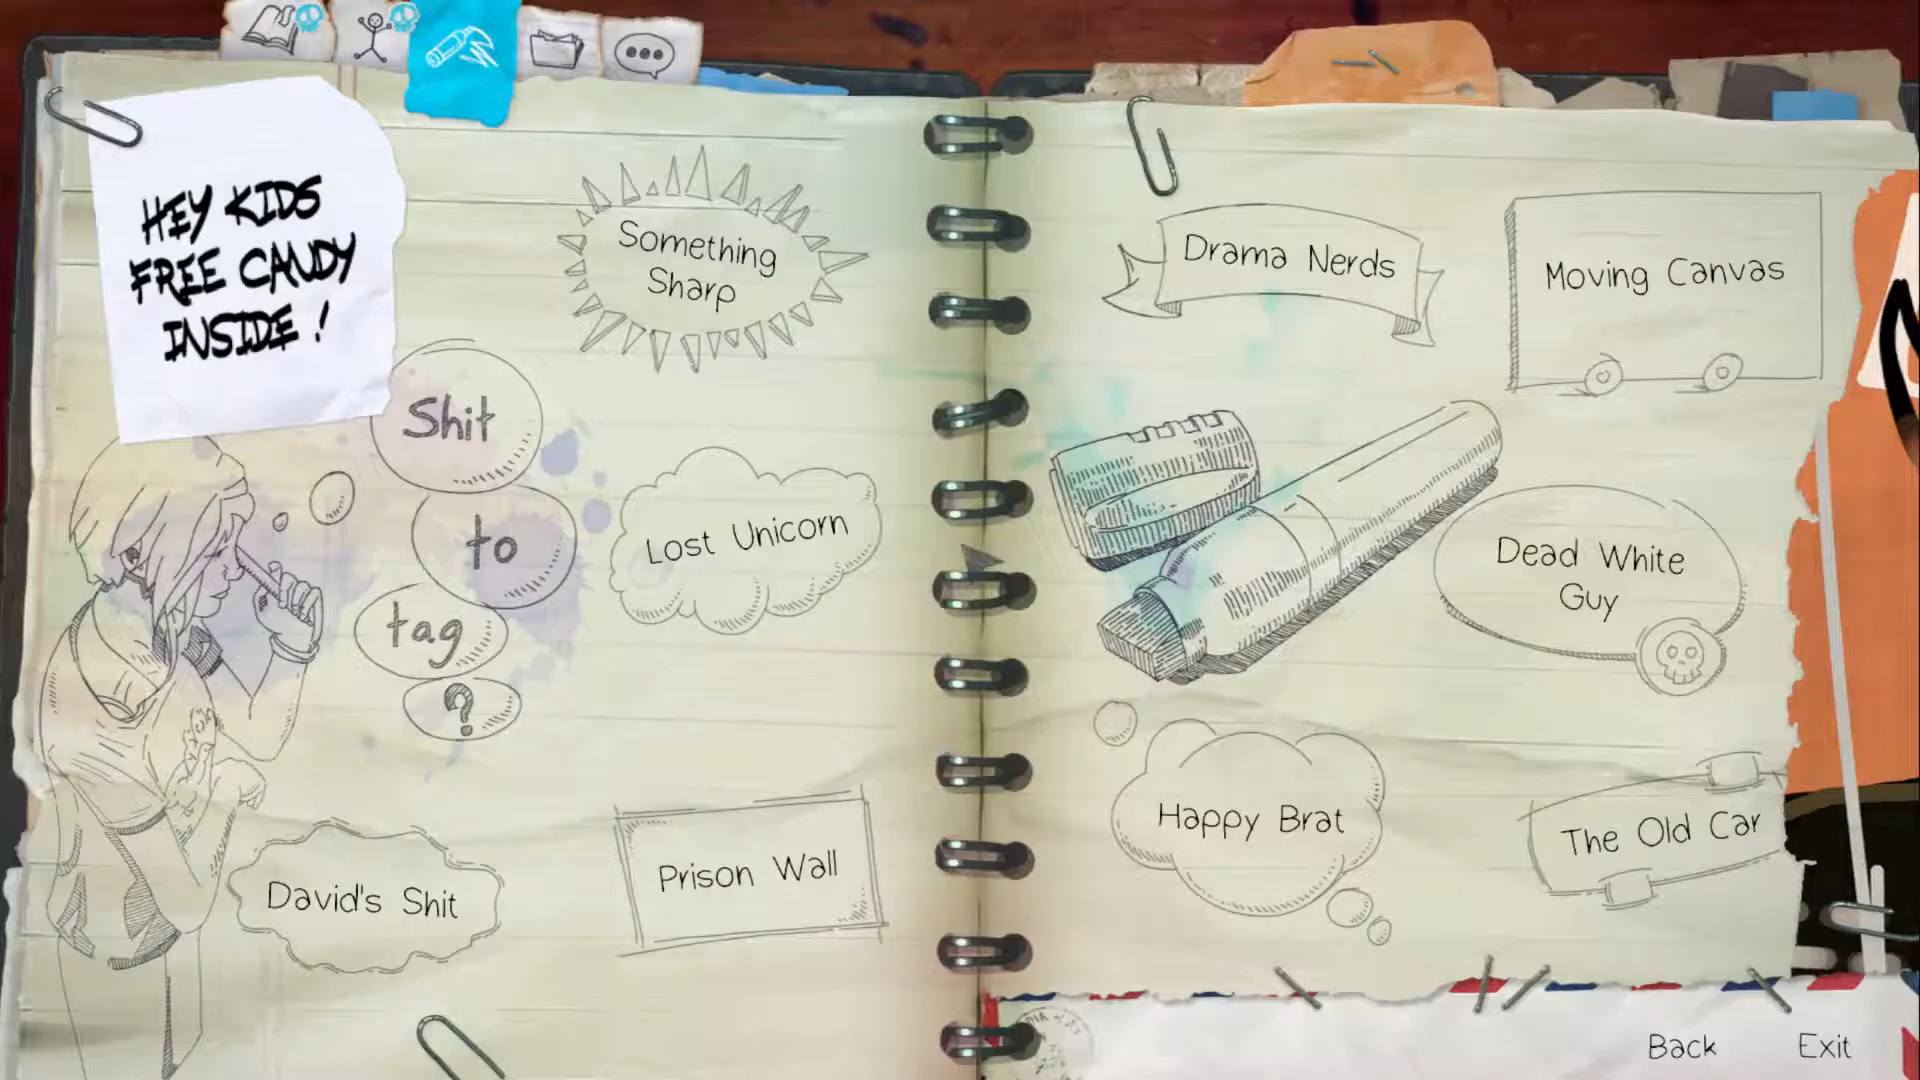 HEY KIDS
FREE CANDY
INSIDE !
Something
Sharp
Shit
to
tag
?
Lost Unicorn
David's Shit
Prison Wall
Drama Nerds
Moving Canvas
Dead White
Guy
Happy Brat
The Old Car
Back
Exit